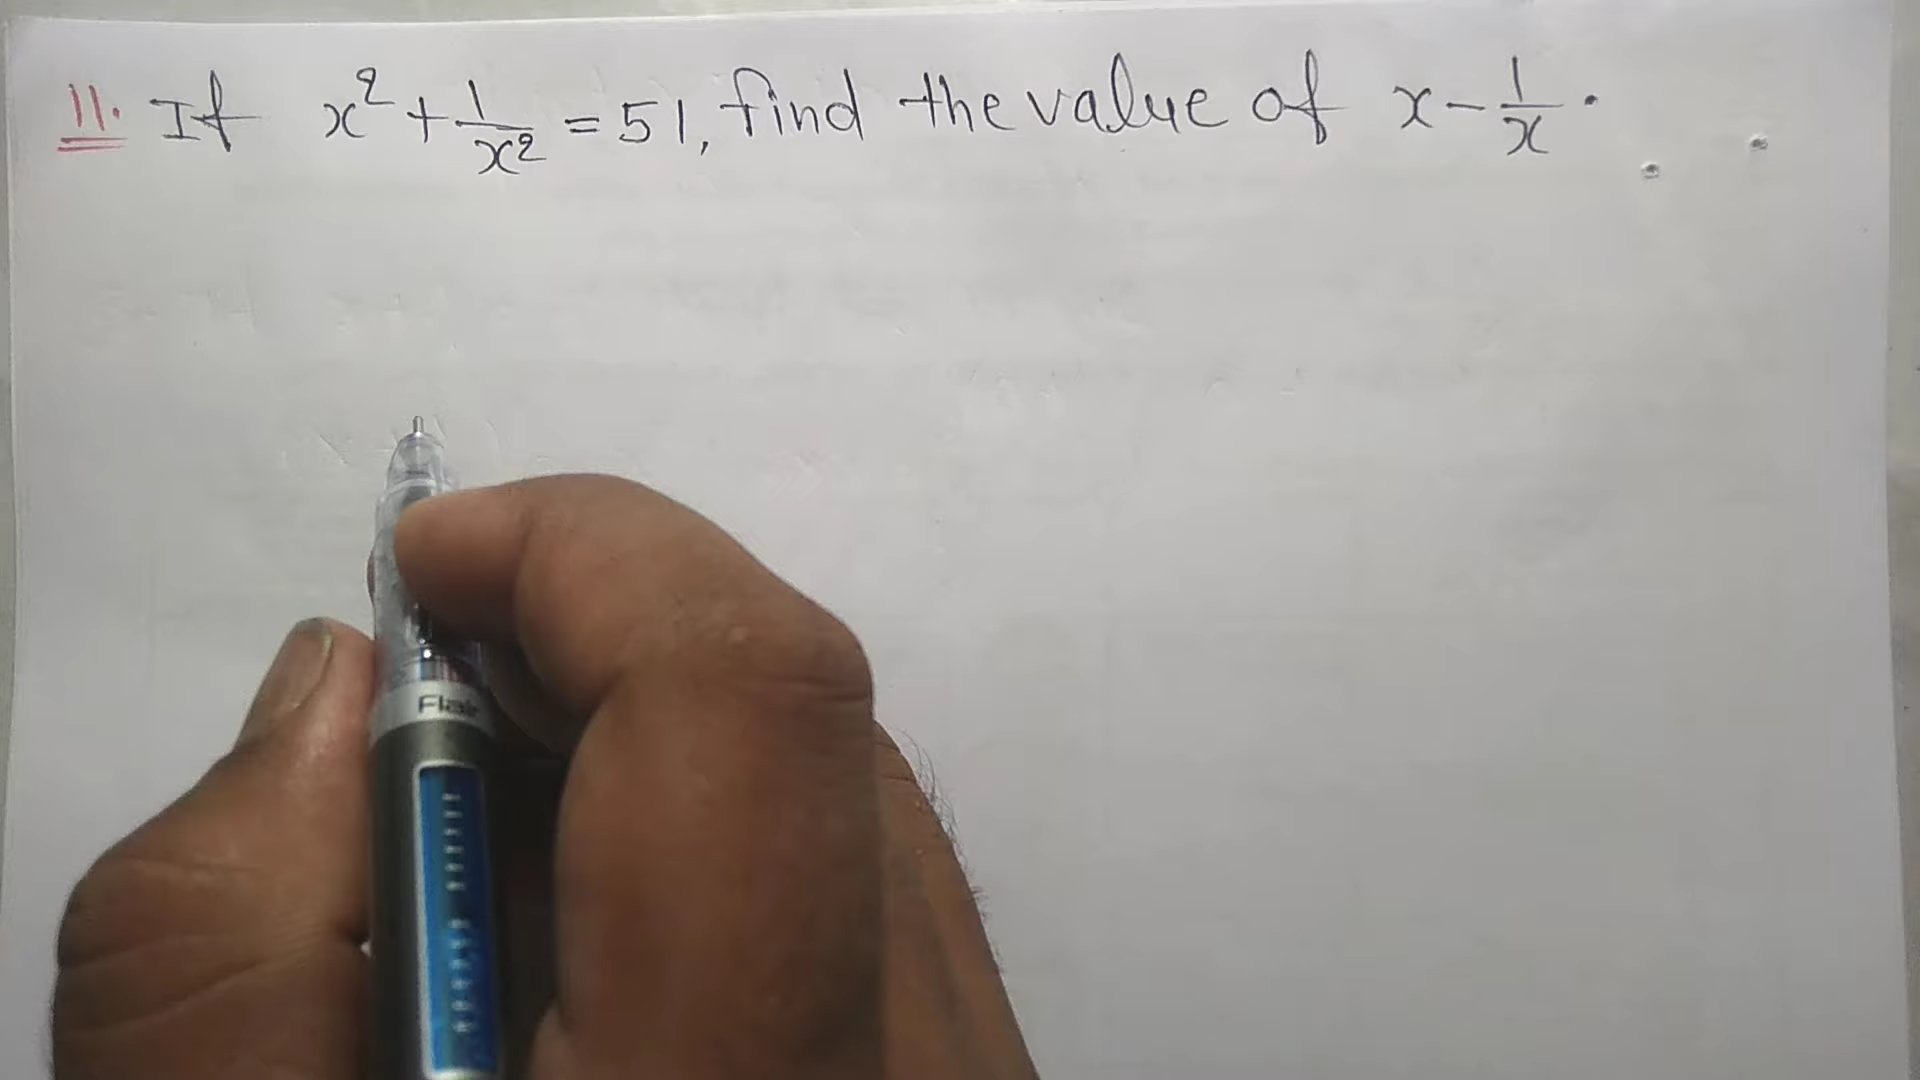 11. If x² + 1/x² = 51, find the value of x - 1/x.
Flair